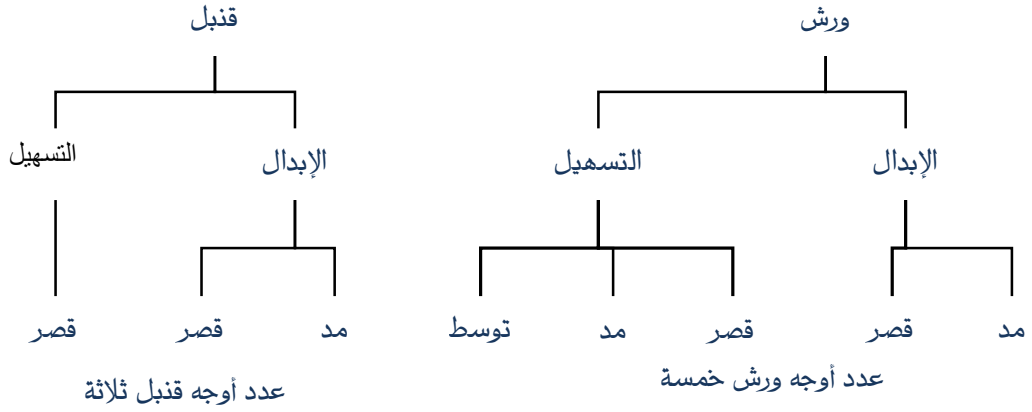 ورش
قنبل
الإبدال
التسهيل
الإبدال
التسهيل
مد
قصر
قصر
مد
توسط
مد
قصر
قصر
عدد أوجه ورش خمسة
عدد أوجه قنبل ثلاثة